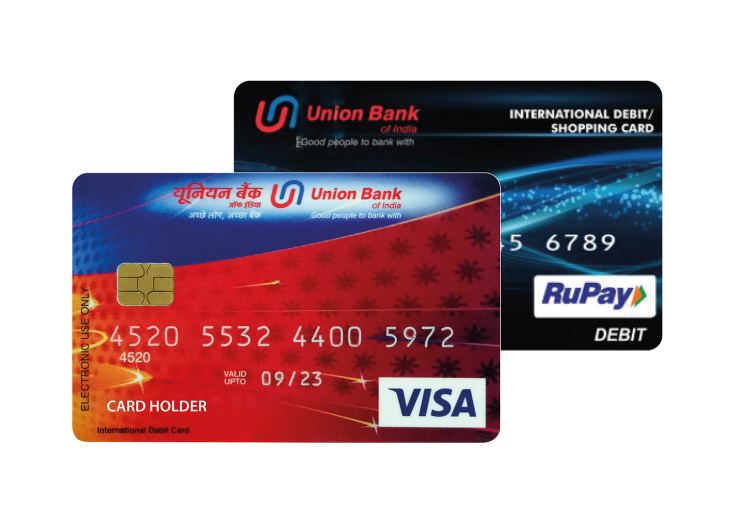 Union Bank
of India
Good people to bank with
INTERNATIONAL DEBIT/
SHOPPING CARD
5 6789
RuPay
DEBIT
यूनियन बैंक
ऑफ इंडिया
अच्छे लोग, अच्छा बैंक
Union Bank
of India
Good people to bank with
ELECTRONIC USE ONLY
4520 5532 4400 5972
4520
VALID
UPTO
09/23
CARD HOLDER
VISA
International Debit Card